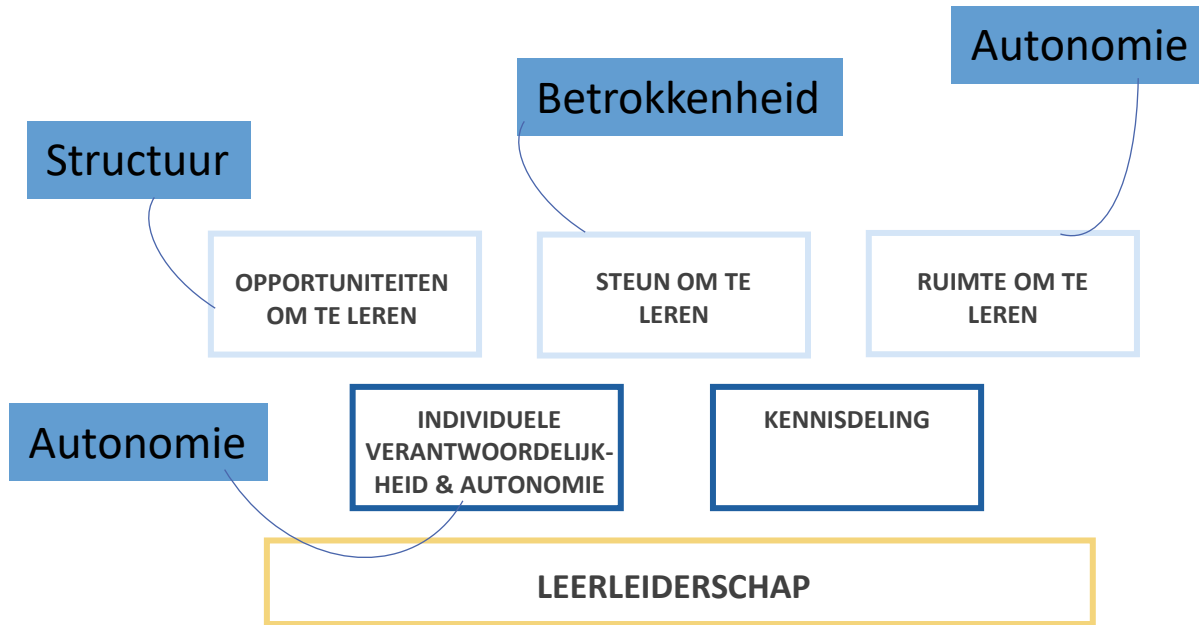 Autonomie
Betrokkenheid
Structuur
OPPORTUNITEITEN
OM TE LEREN
STEUN OM TE
LEREN
RUIMTE OM TE
LEREN
Autonomie
INDIVIDUELE
VERANTWOORDELIJK-
HEID & AUTONOMIE
KENNISDELING
LEERLEIDERSCHAP